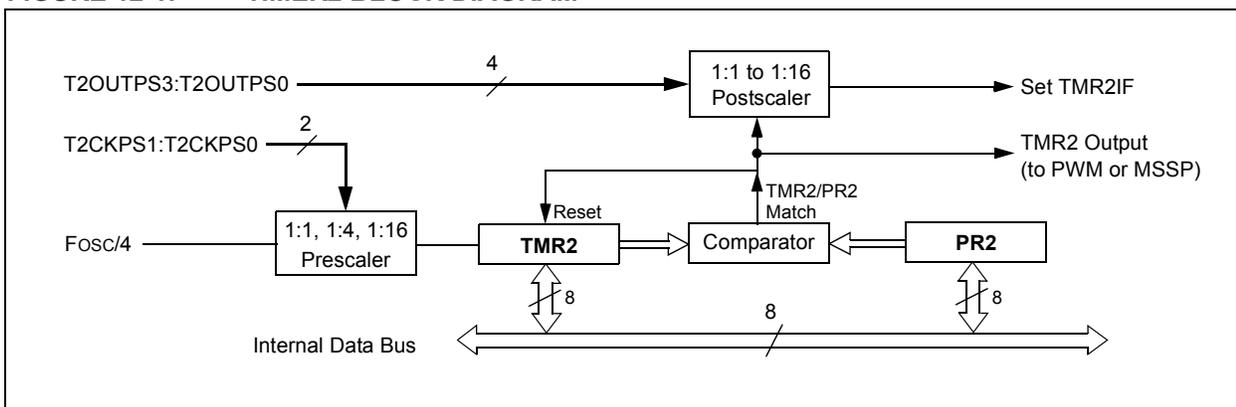 T2OUTPS3:T2OUTPS0
4
1:1 to 1:16
Postscaler
Set TMR2IF
T2CKPS1:T2CKPS0
2
TMR2 Output
(to PWM or MSSP)
TMR2/PR2
Match
Reset
FOSC/4
1:1, 1:4, 1:16
Prescaler
TMR2
Comparator
PR2
8
8
8
Internal Data Bus